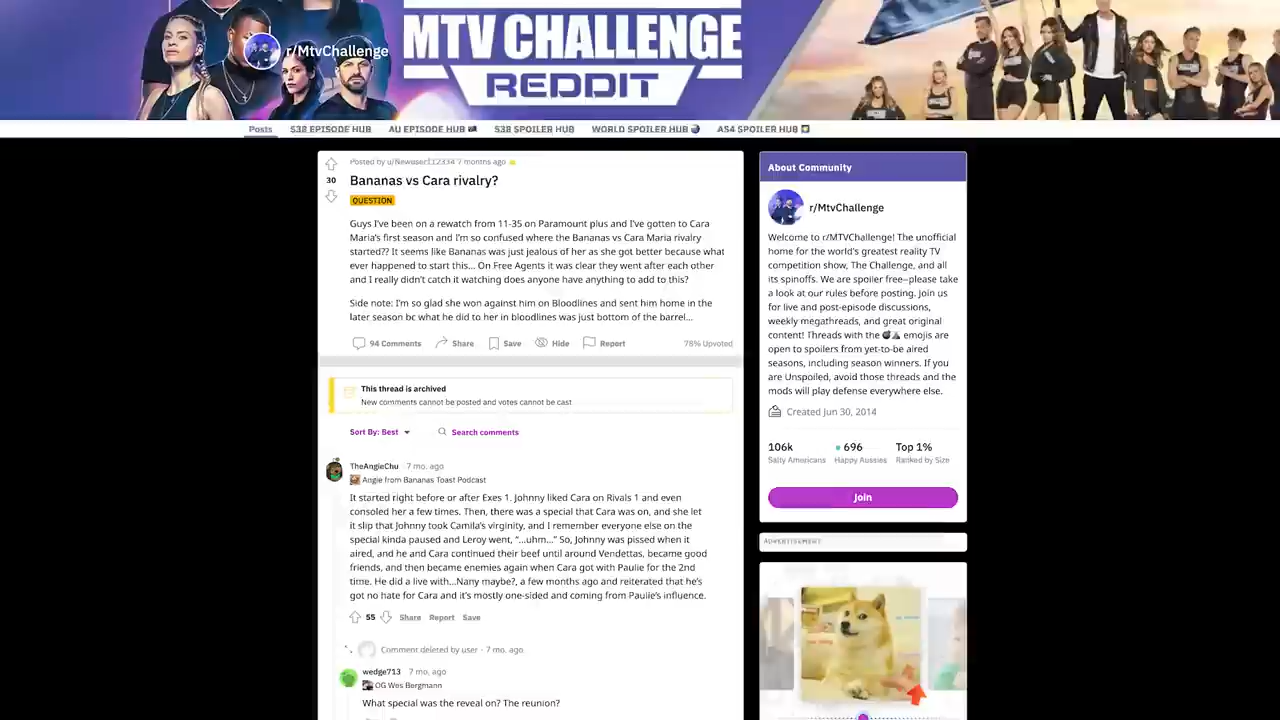 r/MtvChallenge
MTV CHALLENGE
REDDIT
Posts
S38 EPISODE HUB
AU EPISODE HUB
S38 SPOILER HUB
WORLD SPOILER HUB
AS4 SPOILER HUB
Posted by u/Newuser112334 7 months ago
30
Bananas vs Cara rivalry?
QUESTION
Guys I've been on a rewatch from 11-35 on Paramount plus and I've gotten to Cara
Maria's first season and I'm so confused where the Bananas vs Cara Maria rivalry
started?? It seems like Bananas was just jealous of her as she got better because what
ever happened to start this... On Free Agents it was clear they went after each other
and I really didn't catch it watching does anyone have anything to add to this?
Side note: I'm so glad she won against him on Bloodlines and sent him home in the
later season bc what he did to her in bloodlines was just bottom of the barrel...
94 Comments
Share
Save
Hide
Report
78% Upvoted
This thread is archived
New comments cannot be posted and votes cannot be cast
Sort By: Best
Search comments
TheAngieChu · 7 mo. ago
Angie from Bananas Toast Podcast
It started right before or after Exes 1. Johnny liked Cara on Rivals 1 and even
consoled her a few times. Then, there was a special that Cara was on, and she let
it slip that Johnny took Camila's virginity, and I remember everyone else on the
special kinda paused and Leroy went, "...uhm..." So, Johnny was pissed when it
aired, and he and Cara continued their beef until around Vendettas, became good
friends, and then became enemies again when Cara got with Paulie for the 2nd
time. He did a live with...Nany maybe?, a few months ago and reiterated that he's
got no hate for Cara and it's mostly one-sided and coming from Paulie's influence.
55
Share
Report
Save
Comment deleted by user · 7 mo. ago
wedge713 7 mo. ago
OG Wes Bergmann
What special was the reveal on? The reunion?
About Community
r/MtvChallenge
Welcome to r/MTVChallenge! The unofficial
home for the world's greatest reality TV
competition show, The Challenge, and all
its spinoffs. We are spoiler free—please take
a look at our rules before posting. Join us
for live and post-episode discussions,
weekly megathreads, and great original
content! Threads with the 💣🌋 emojis are
open to spoilers from yet-to-be aired
seasons, including season winners. If you
are Unspoiled, avoid those threads and the
mods will play defense everywhere else.
Created Jun 30, 2014
106k
Salty Americans
696
Happy Aussies
Top 1%
Ranked by Size
Join
ADVERTISEMENT